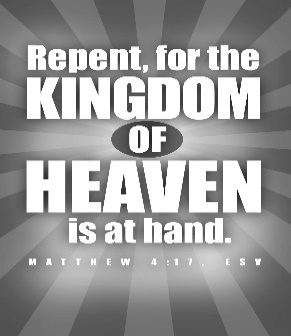 Repent, for the
KINGDOM
OF
HEAVEN
is at hand.
MATTHEW 4:17, ESV